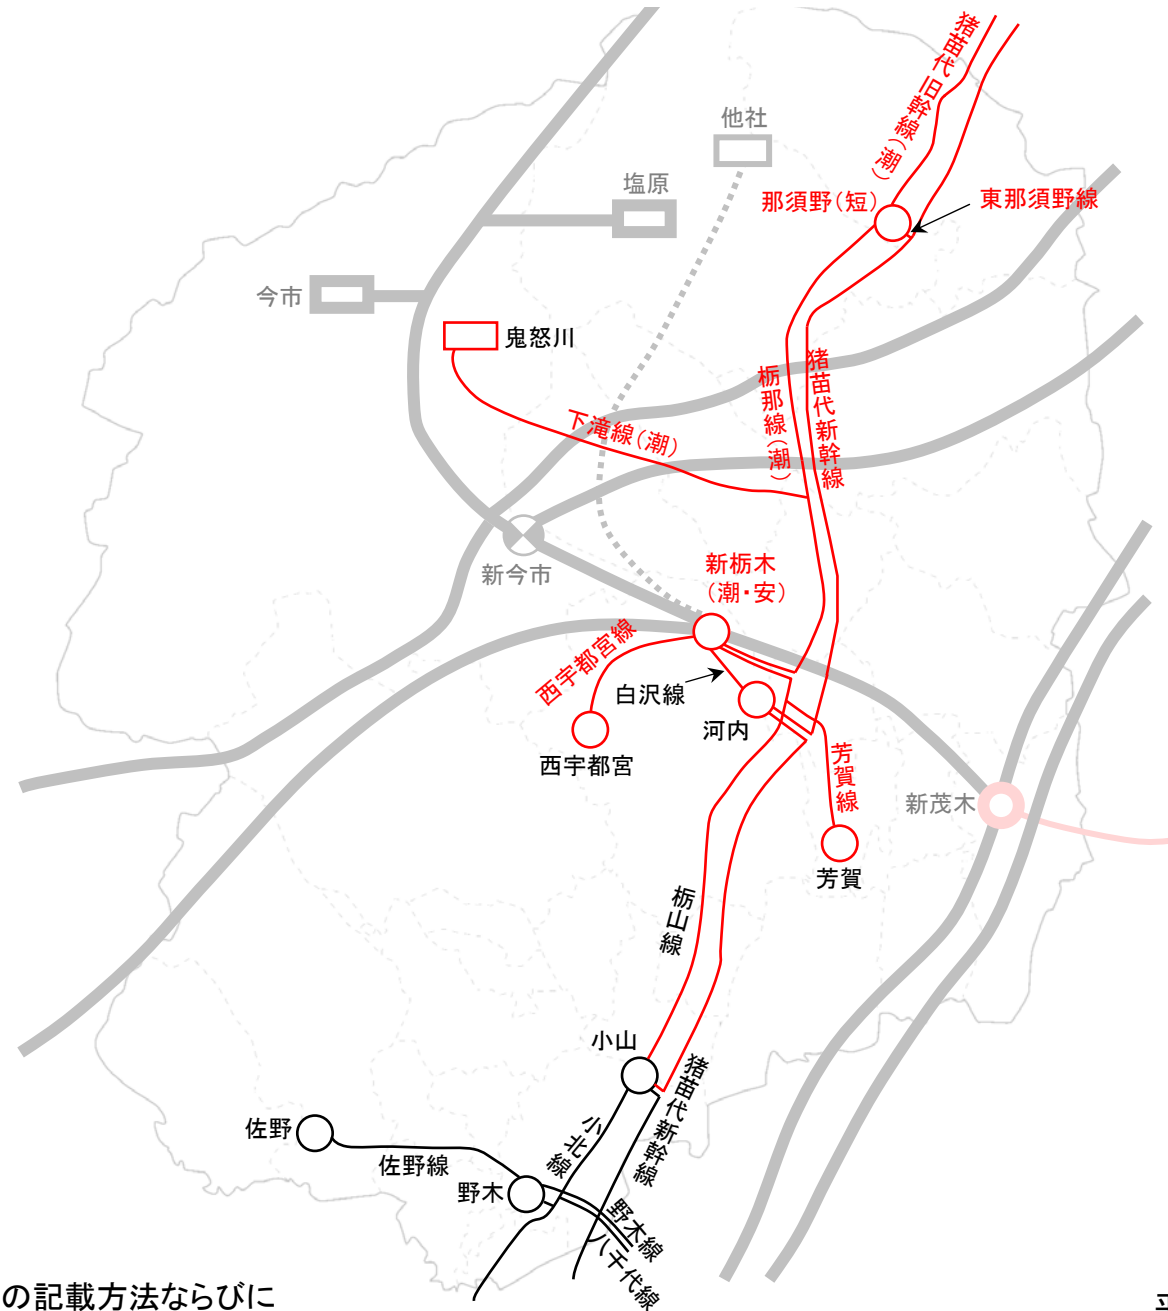 猪苗代旧幹線(潮)
他社
塩原
那須野(短)
東那須野線
今市
鬼怒川
下滝線(潮)
栃那線(潮)
猪苗代新幹線
新今市
新栃木
(潮・安)
西宇都宮線
白沢線
河内
西宇都宮
芳賀線
新茂木
芳賀
栃山線
小山
猪苗代新幹線
佐野
小北線
佐野線
野木
野木線
八千代線
の記載方法ならびに